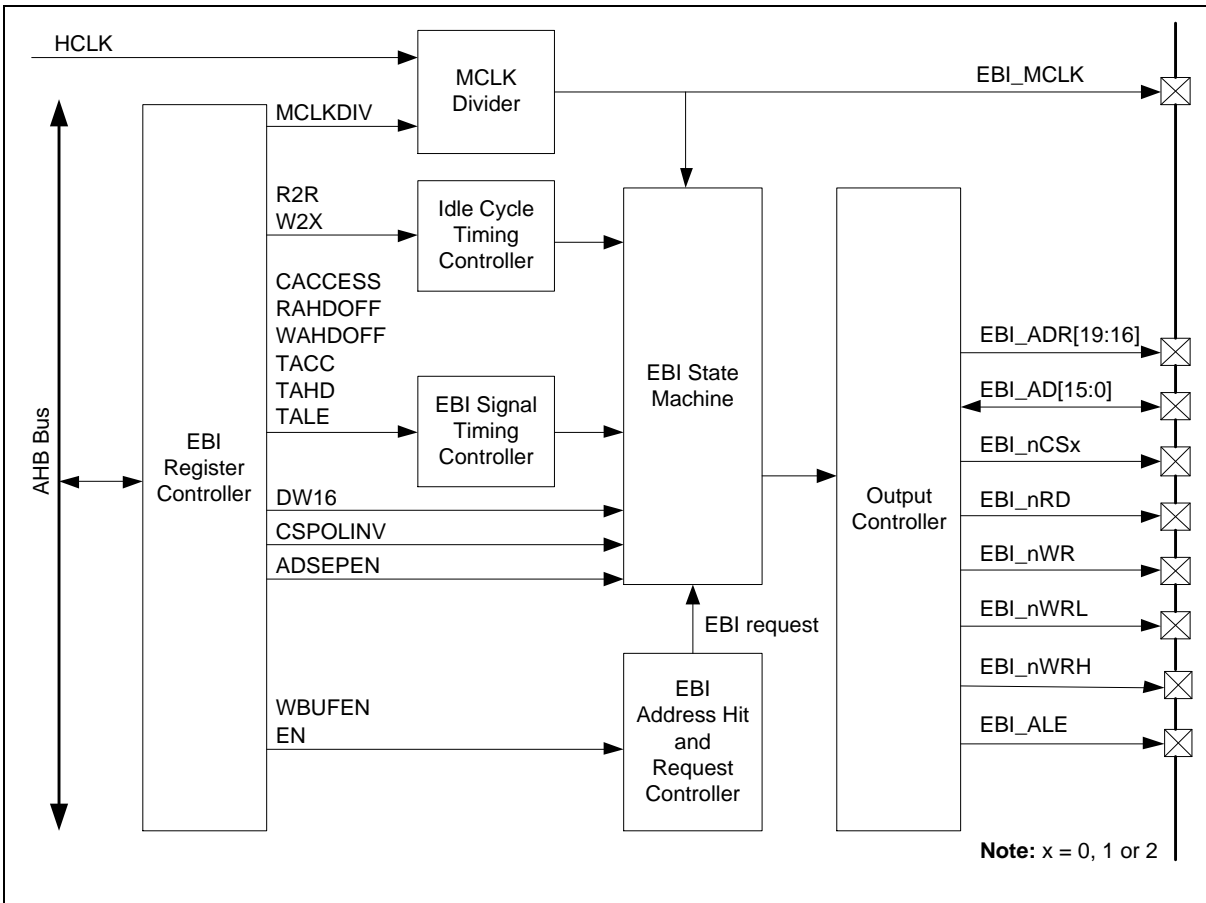 HCLK
MCLK
Divider
EBI_MCLK
MCLKDIV
R2R
W2X
Idle Cycle
Timing
Controller
CACCESS
RAHDOFF
WAHDOFF
TACC
TAHD
TALE
EBI Signal
Timing
Controller
EBI State
Machine
AHB Bus
EBI
Register
Controller
DW16
CSPOLINV
ADSEPEN
EBI request
WBUFEN
EN
EBI
Address Hit
and
Request
Controller
Output
Controller
EBI_ADR[19:16]
EBI_AD[15:0]
EBI_nCSx
EBI_nRD
EBI_nWR
EBI_nWRL
EBI_nWRH
EBI_ALE
Note: x = 0, 1 or 2